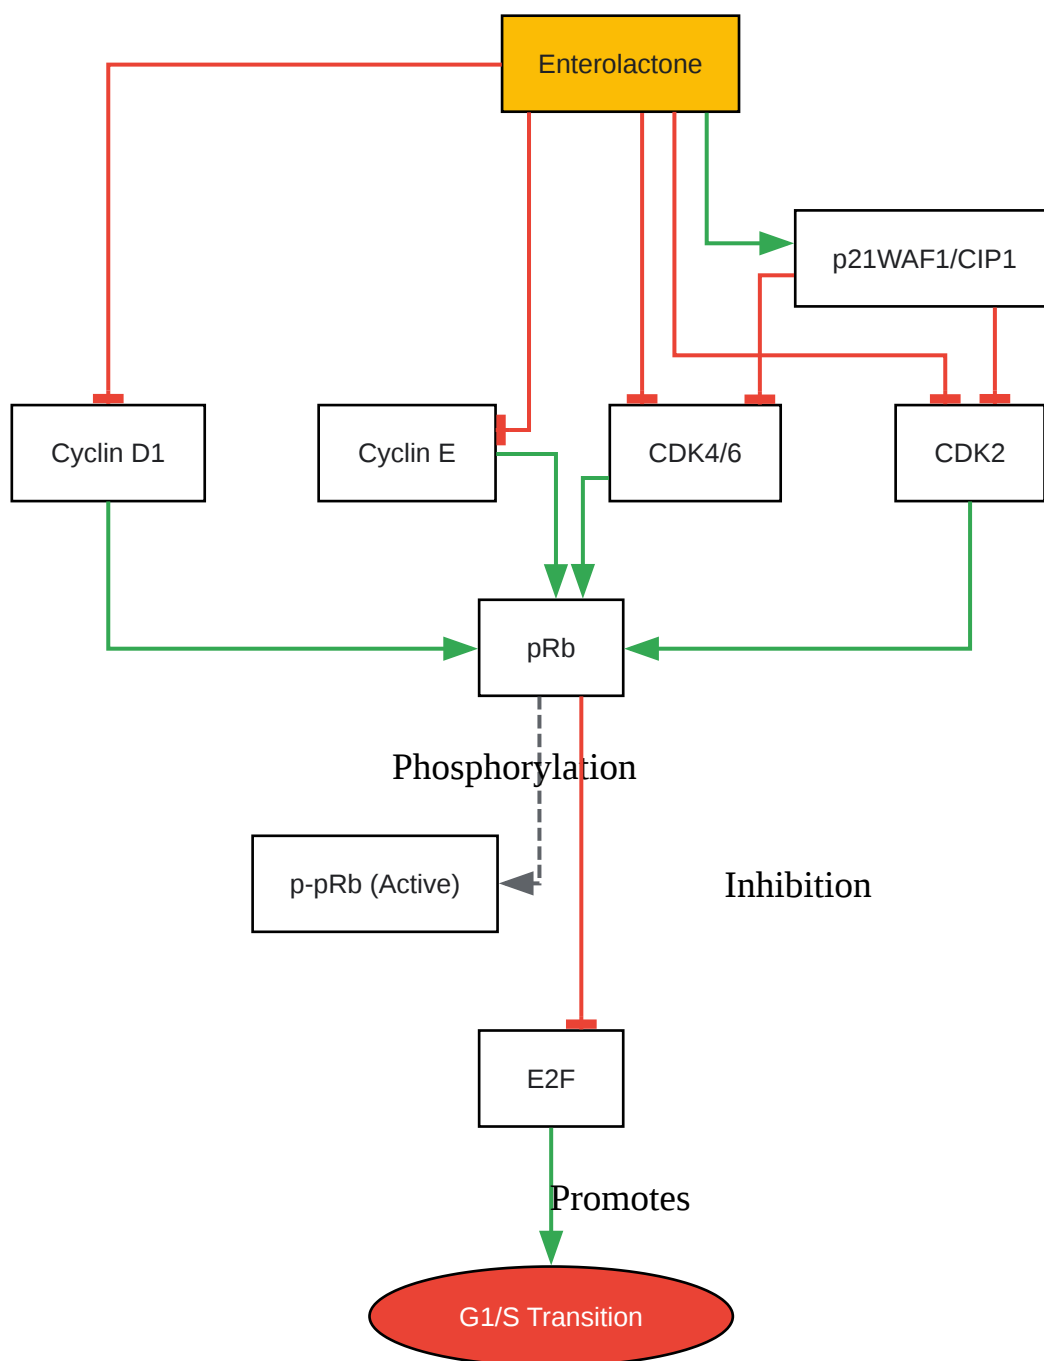 Enterolactone
p21WAF1/CIP1
Cyclin D1
Cyclin E
CDK4/6
CDK2
pRb
Phosphorylation
p-pRb (Active)
Inhibition
E2F
Promotes
G1/S Transition